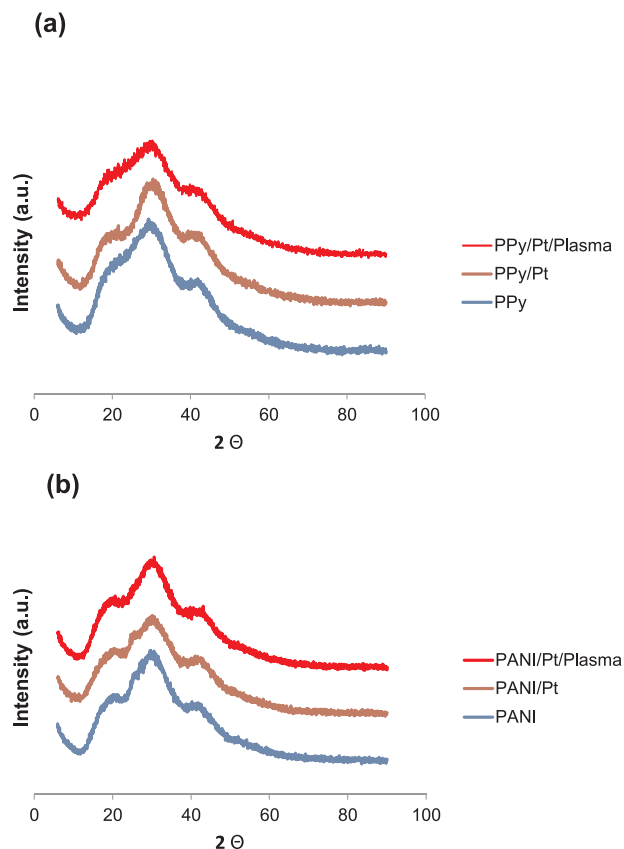 (a)
Intensity (a.u.)
PPy/Pt/Plasma
PPy/Pt
PPy
0 20 40 60 80 100
2 Θ
(b)
Intensity (a.u.)
PANI/Pt/Plasma
PANI/Pt
PANI
0 20 40 60 80 100
2 Θ